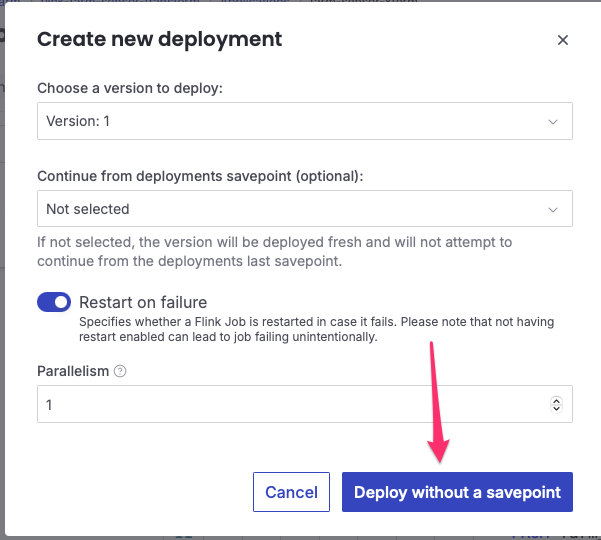 Create new deployment
Choose a version to deploy:
Version: 1
Continue from deployments savepoint (optional):
Not selected
If not selected, the version will be deployed fresh and will not attempt to
continue from the deployments last savepoint.
Restart on failure
Specifies whether a Flink Job is restarted in case it fails. Please note that not having
restart enabled can lead to job failing unintentionally.
Parallelism
1
Cancel
Deploy without a savepoint